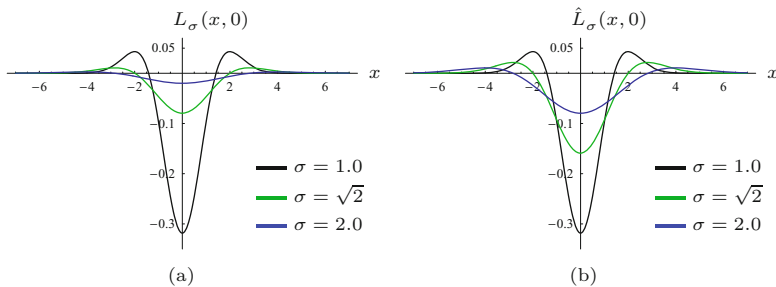 L_σ(x, 0)
0.05
−6 −4 −2 2 4 6 x
−0.1
−0.2
−0.3
σ = 1.0
σ = √2
σ = 2.0
(a)
L̂_σ(x, 0)
0.05
−6 −4 −2 2 4 6 x
−0.1
−0.2
−0.3
σ = 1.0
σ = √2
σ = 2.0
(b)